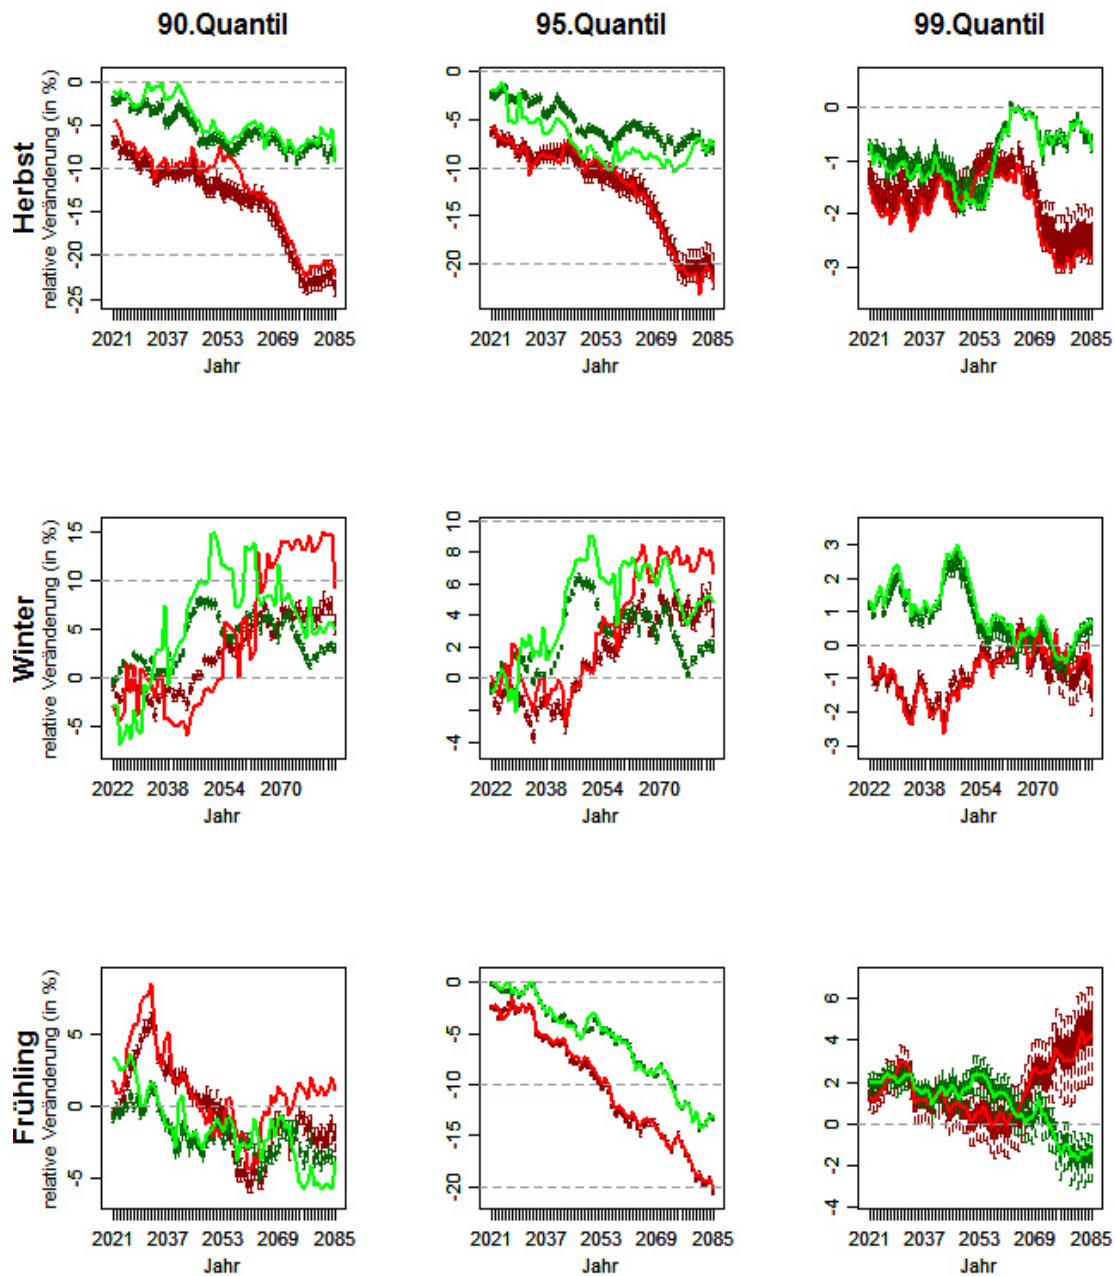 90.Quantil 95.Quantil 99.Quantil
Herbst
relative Veränderung (in %)
0
-5
-10
-15
-20
-25
2021 2037 2053 2069 2085
Jahr
0
-5
-10
-15
-20
2021 2037 2053 2069 2085
Jahr
0
-1
-2
-3
2021 2037 2053 2069 2085
Jahr
Winter
relative Veränderung (in %)
15
10
5
0
-5
2022 2038 2054 2070
Jahr
10
8
6
4
2
0
-4
2022 2038 2054 2070
Jahr
3
2
1
0
-1
-2
-3
2022 2038 2054 2070
Jahr
Frühling
relative Veränderung (in %)
5
0
-5
2021 2037 2053 2069 2085
Jahr
0
-5
-10
-15
-20
2021 2037 2053 2069 2085
Jahr
6
4
2
0
-2
-4
2021 2037 2053 2069 2085
Jahr